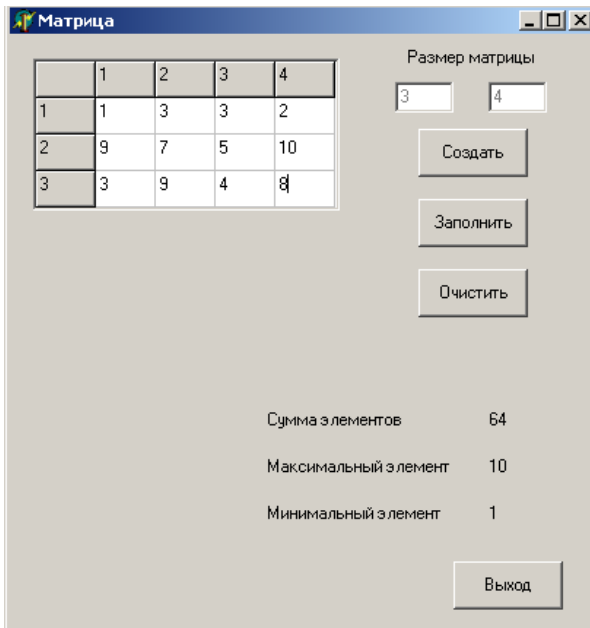 Матрица
Размер матрицы
3 4
1 2 3 4
1 1 3 3 2
2 9 7 5 10
3 3 9 4 8
Создать
Заполнить
Очистить
Сумма элементов 64
Максимальный элемент 10
Минимальный элемент 1
Выход